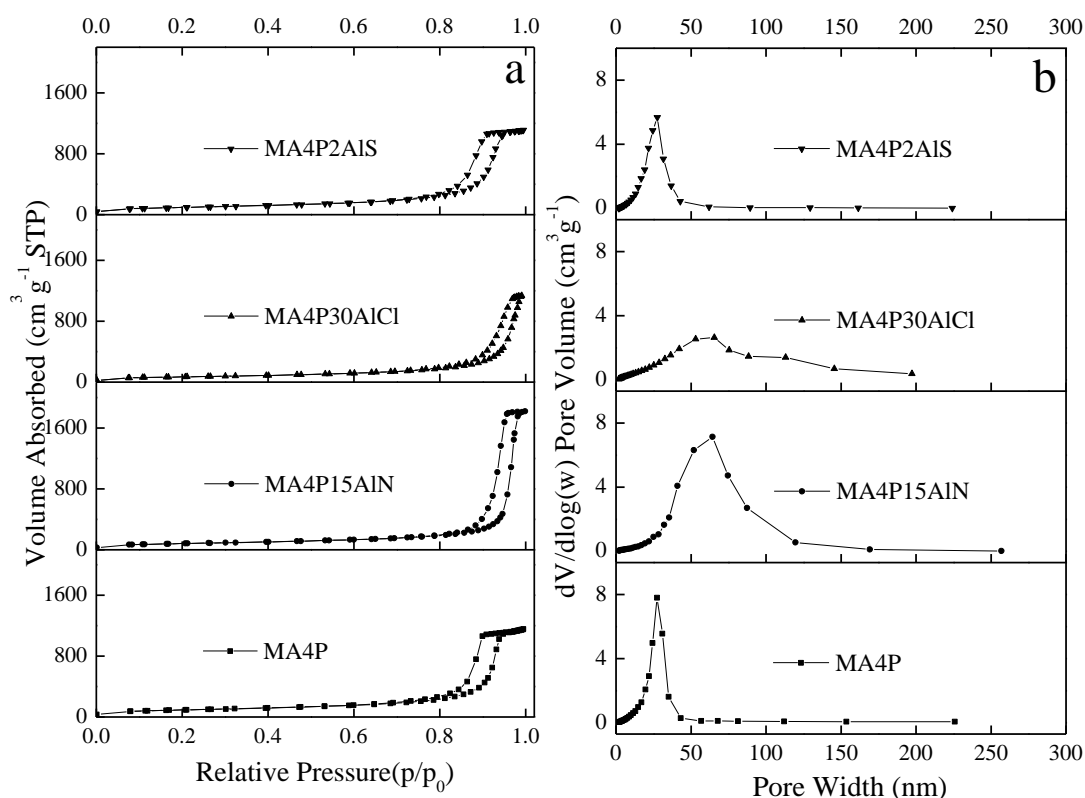 0.0 0.2 0.4 0.6 0.8 1.0
a
1600
800
0
MA4P2AlS
1600
800
0
MA4P30AlCl
1600
800
0
MA4P15AlN
1600
800
0
MA4P
0.0 0.2 0.4 0.6 0.8 1.0
Relative Pressure(p/p0)
Volume Absorbed (cm3 g-1 STP)
0 50 100 150 200 250 300
b
8
4
0
MA4P2AlS
8
4
0
MA4P30AlCl
8
4
0
MA4P15AlN
8
4
0
MA4P
0 50 100 150 200 250 300
Pore Width (nm)
dV/dlog(w) Pore Volume (cm3g-1)